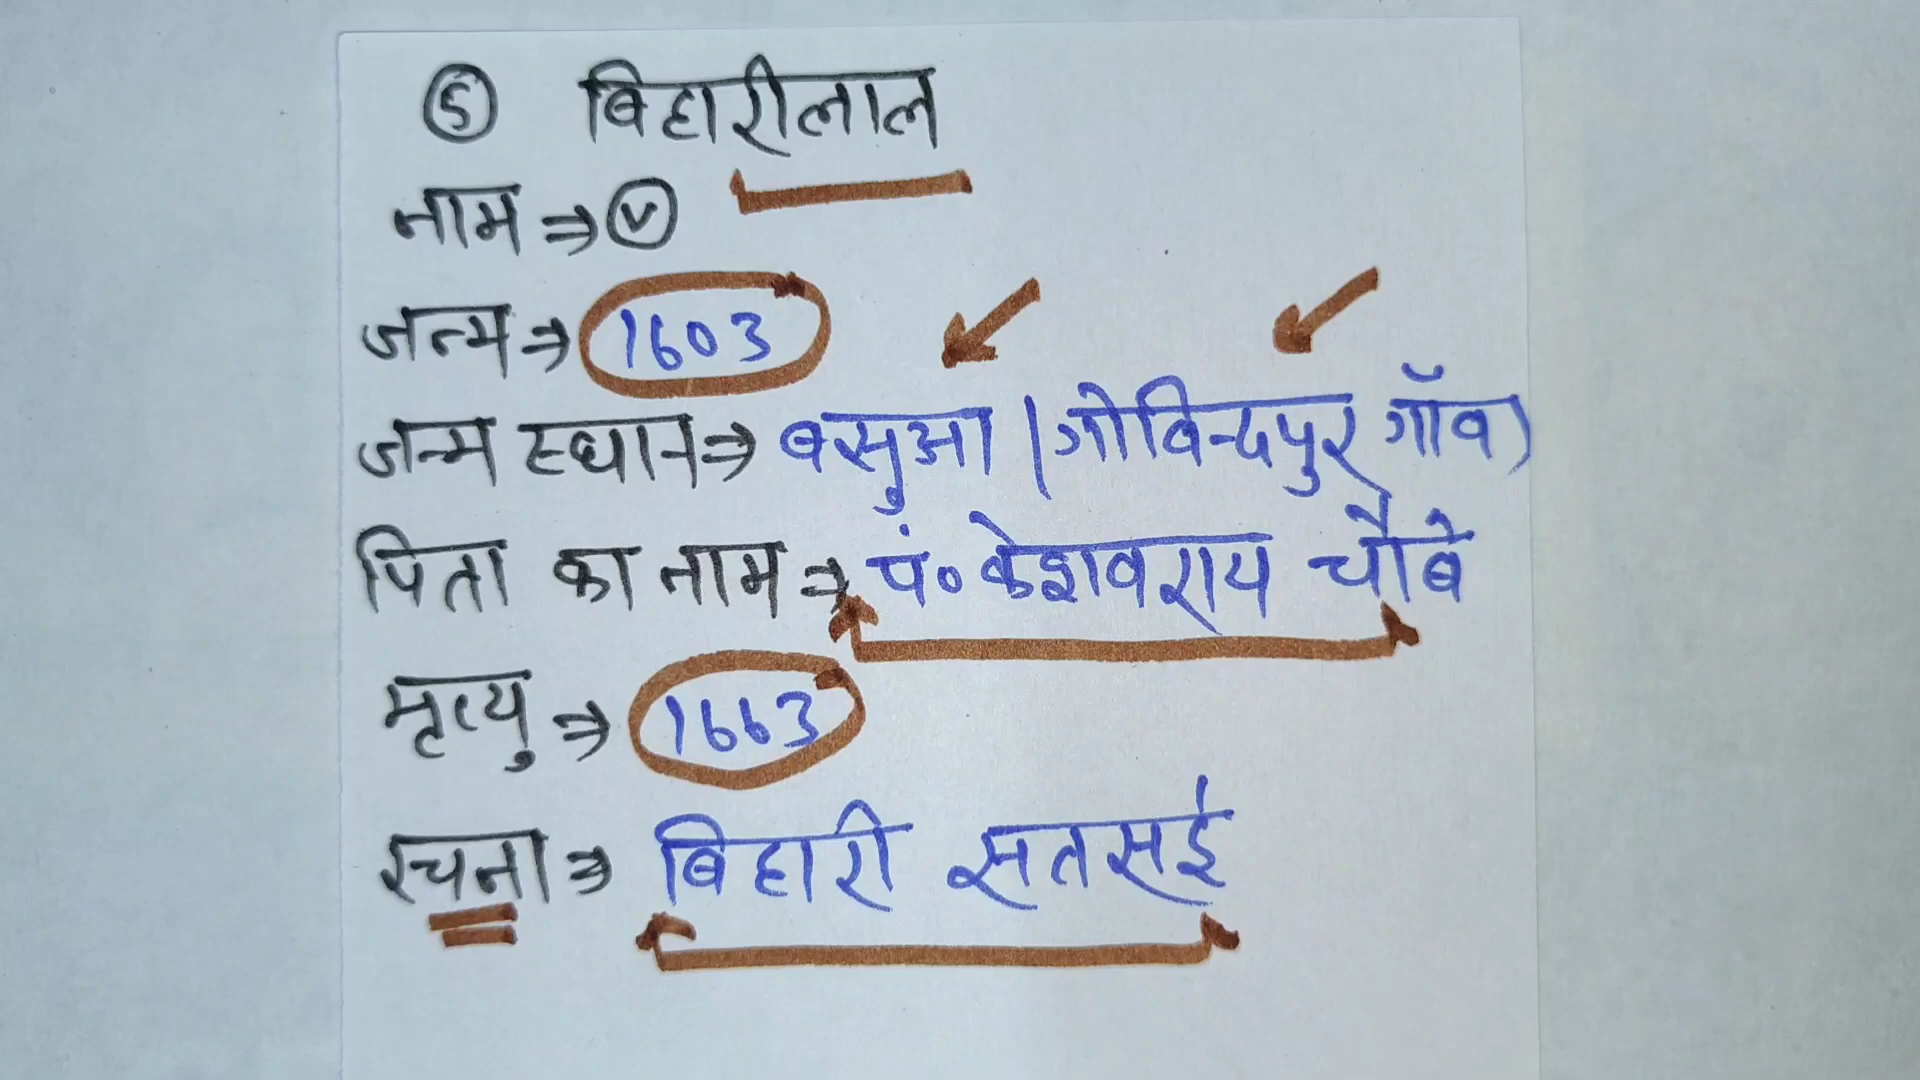 ⑤ बिहारीलाल
नाम ⇒ ⓥ
जन्म ⇒ 1603
जन्म स्थान ⇒ बसुआ (गोविन्दपुर गॉव)
पिता का नाम ⇒ पं० केशवराय चौबे
मृत्यु ⇒ 1663
रचना ⇒ बिहारी सतसई